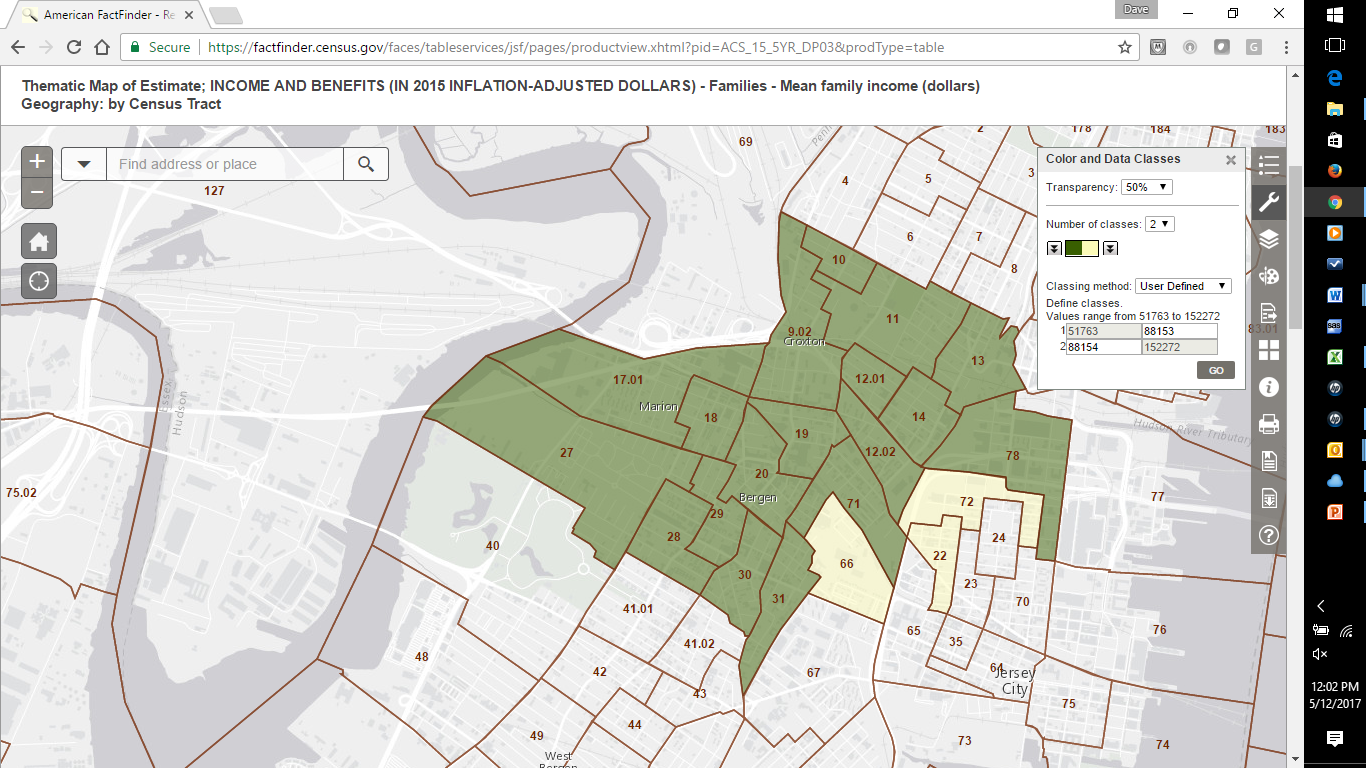 American FactFinder - Re
Dave
Secure
https://factfinder.census.gov/faces/tableservices/jsf/pages/productview.xhtml?pid=ACS_15_5YR_DP03&prodType=table
Thematic Map of Estimate; INCOME AND BENEFITS (IN 2015 INFLATION-ADJUSTED DOLLARS) - Families - Mean family income (dollars)
Geography: by Census Tract
Find address or place
Color and Data Classes
Transparency: 50%
Number of classes: 2
Classing method: User Defined
Define classes.
Values range from 51763 to 152272
1 51763 88153
2 88154 152272
GO
69
2
178
184
183
127
4
5
3
6
7
8
10
11
9.02
Croxton
83.01
13
17.01
12.01
Marion
18
14
19
12.02
Hudson River Tributary
Essex
Hudson
27
20
78
75.02
Bergen
71
72
77
29
28
24
40
22
66
30
23
31
70
41.01
65
76
35
41.02
48
64
42
67
Jersey
City
43
75
44
49
73
74
West
Bergen
12:02 PM
5/12/2017